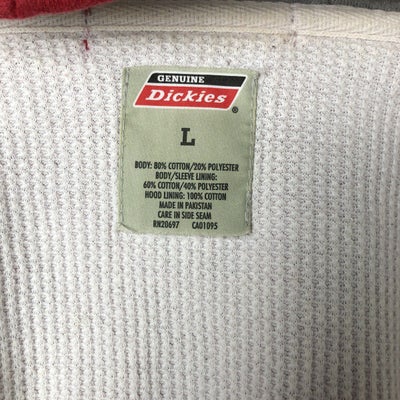 GENUINE
Dickies®
L
BODY: 80% COTTON/20% POLYESTER
BODY/SLEEVE LINING:
60% COTTON/40% POLYESTER
HOOD LINING: 100% COTTON
MADE IN PAKISTAN
CARE IN SIDE SEAM
RN20697 CA01095